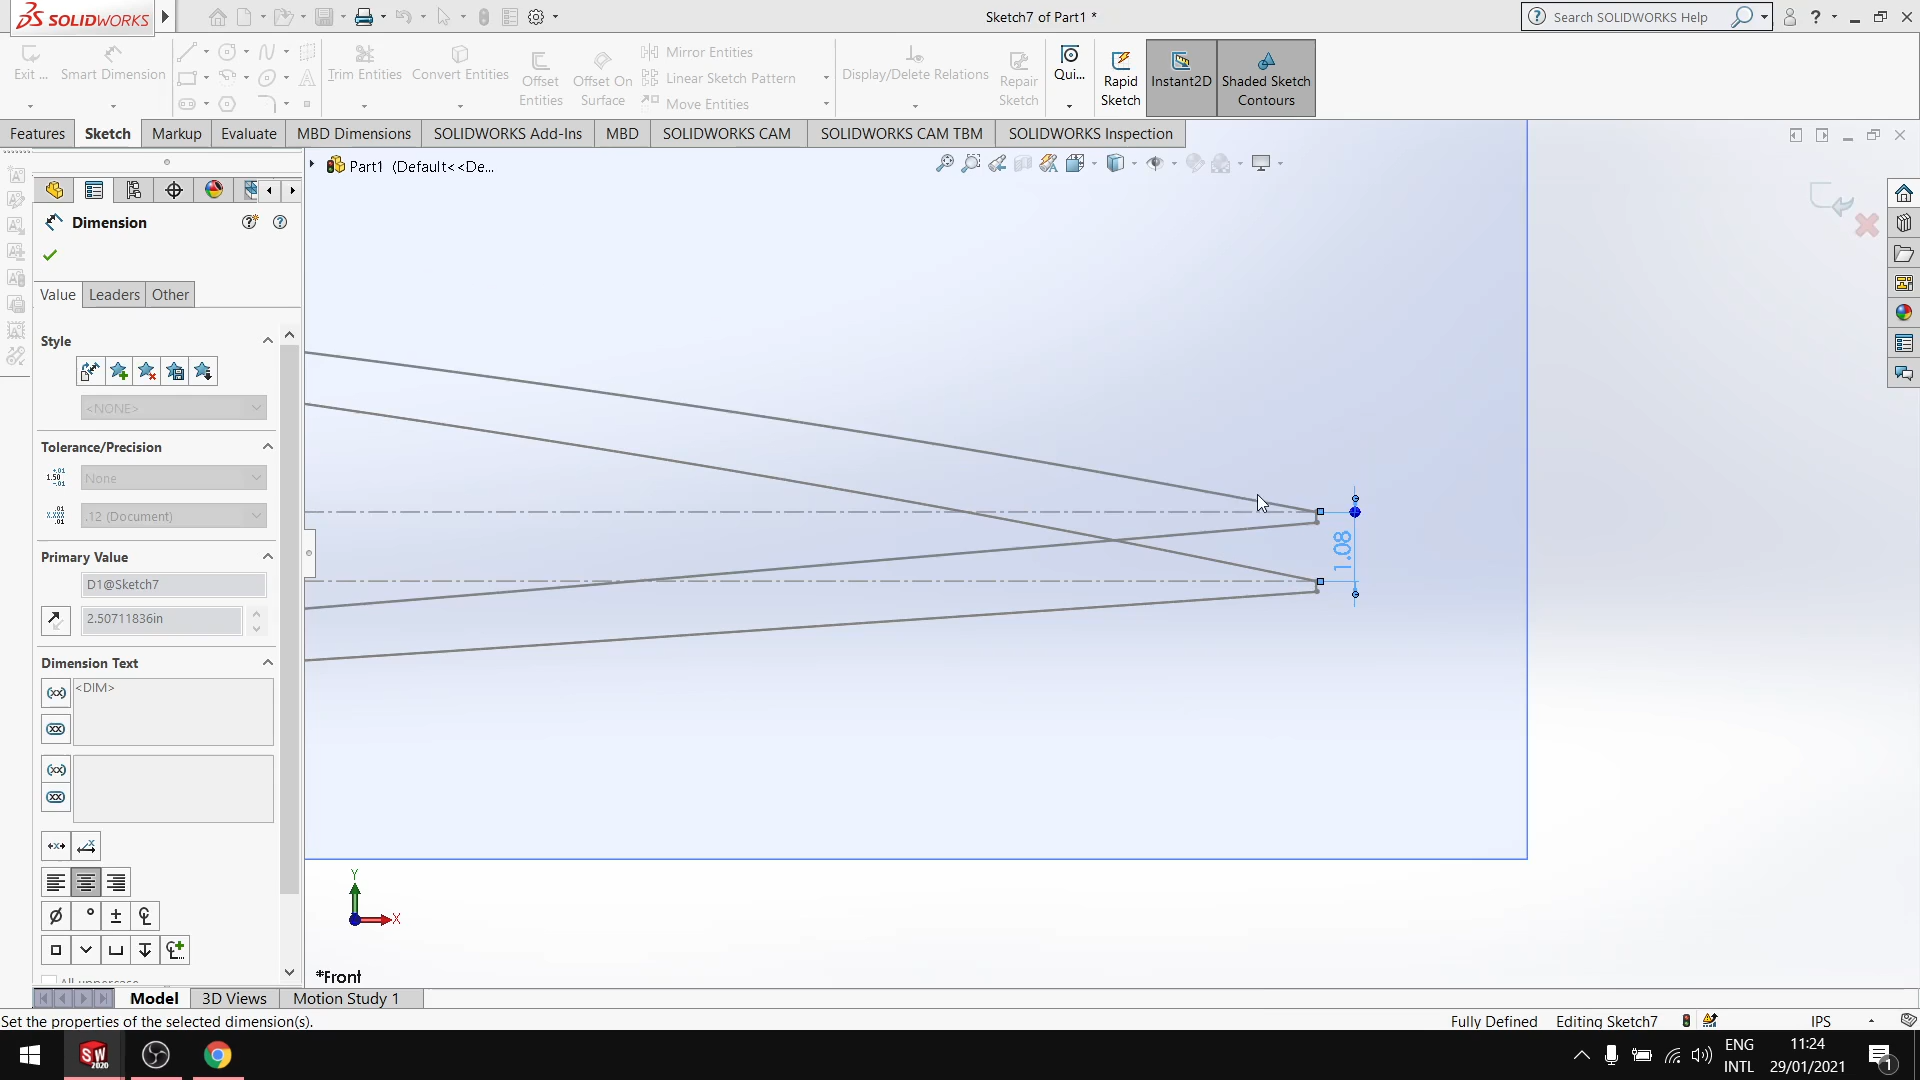 SOLIDWORKS
Sketch7 of Part1 *
Search SOLIDWORKS Help
Exit ...
Smart Dimension
Trim Entities
Convert Entities
Offset Entities
Offset On Surface
Mirror Entities
Linear Sketch Pattern
Move Entities
Display/Delete Relations
Repair Sketch
Qui...
Rapid Sketch
Instant2D
Shaded Sketch Contours
Features
Sketch
Markup
Evaluate
MBD Dimensions
SOLIDWORKS Add-Ins
MBD
SOLIDWORKS CAM
SOLIDWORKS CAM TBM
SOLIDWORKS Inspection
Part1 (Default<<De...
Dimension
Value
Leaders
Other
Style
<NONE>
Tolerance/Precision
None
.12 (Document)
Primary Value
D1@Sketch7
2.50711836in
Dimension Text
<DIM>
1.08
Y
X
*Front
Model
3D Views
Motion Study 1
Set the properties of the selected dimension(s).
Fully Defined
Editing Sketch7
IPS
SW
2020
ENG
INTL
11:24
29/01/2021
1